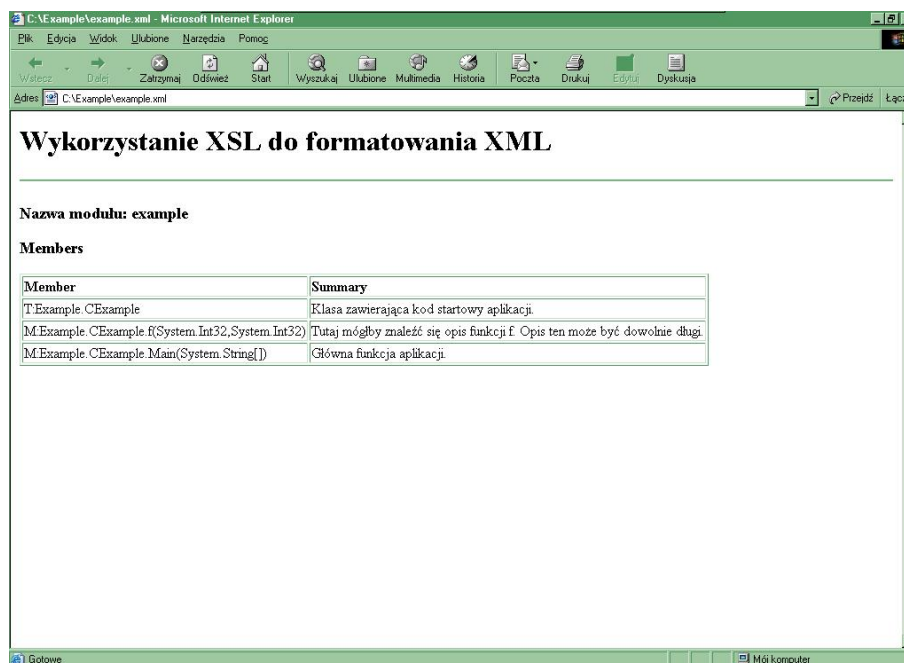 C:\Example\example.xml - Microsoft Internet Explorer
Plik Edycja Widok Ulubione Narzędzia Pomoc
Wstecz Dalej Zatrzymaj Odśwież Start Wyszukaj Ulubione Multimedia Historia Poczta Drukuj Edytuj Dyskusja
Adres C:\Example\example.xml Przejdź Łącz
Wykorzystanie XSL do formatowania XML
Nazwa modułu: example
Members
Member Summary
T:Example.CExample Klasa zawierająca kod startowy aplikacji.
M:Example.CExample.f(System.Int32,System.Int32) Tutaj mógłby znaleźć się opis funkcji f. Opis ten może być dowolnie długi.
M:Example.CExample.Main(System.String[]) Główna funkcja aplikacji.
Gotowe Mój komputer